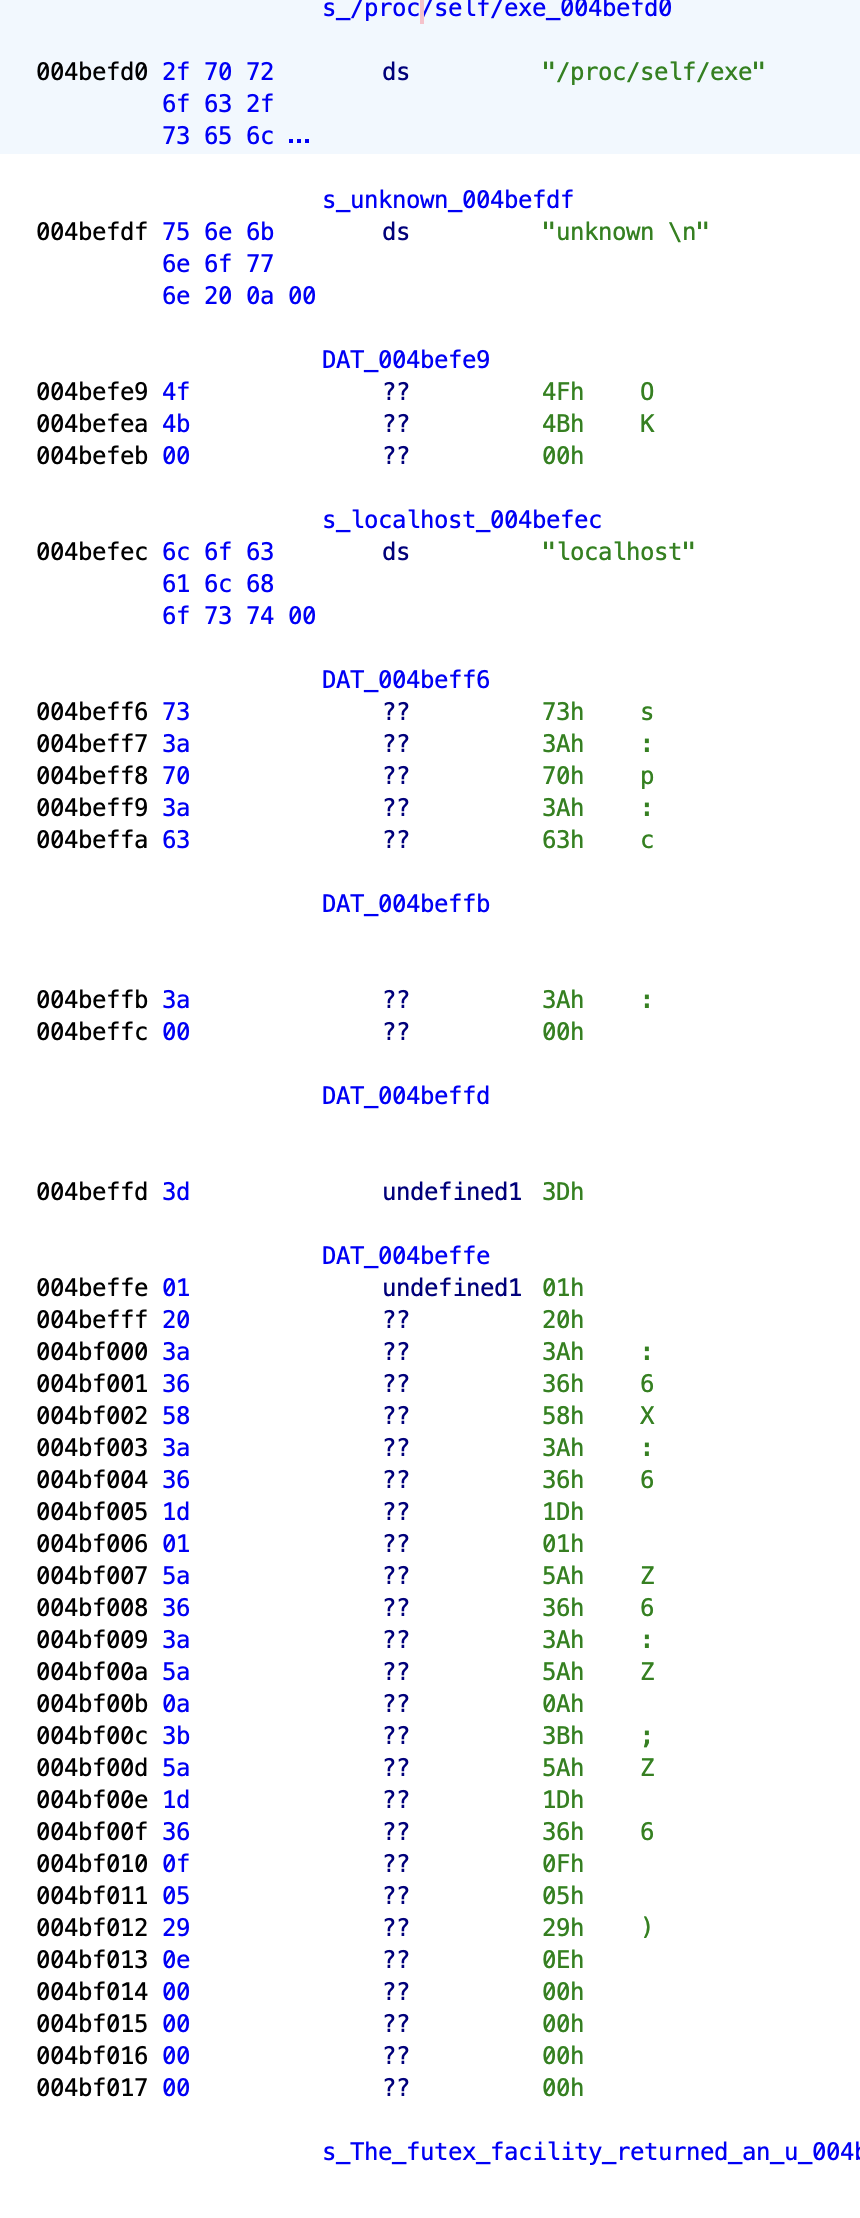 s_/proc/self/exe_004befd0
004befd0 2f 70 72 ds "/proc/self/exe"
6f 63 2f
73 65 6c ...
s_unknown_004befdf
004befdf 75 6e 6b ds "unknown \n"
6e 6f 77
6e 20 0a 00
DAT_004befe9
004befe9 4f ?? 4Fh O
004befea 4b ?? 4Bh K
004befeb 00 ?? 00h
s_localhost_004befec
004befec 6c 6f 63 ds "localhost"
61 6c 68
6f 73 74 00
DAT_004beff6
004beff6 73 ?? 73h s
004beff7 3a ?? 3Ah :
004beff8 70 ?? 70h p
004beff9 3a ?? 3Ah :
004beffa 63 ?? 63h c
DAT_004beffb
004beffb 3a ?? 3Ah :
004beffc 00 ?? 00h
DAT_004beffd
004beffd 3d undefined1 3Dh
DAT_004beffe
004beffe 01 undefined1 01h
004befff 20 ?? 20h
004bf000 3a ?? 3Ah :
004bf001 36 ?? 36h 6
004bf002 58 ?? 58h X
004bf003 3a ?? 3Ah :
004bf004 36 ?? 36h 6
004bf005 1d ?? 1Dh
004bf006 01 ?? 01h
004bf007 5a ?? 5Ah Z
004bf008 36 ?? 36h 6
004bf009 3a ?? 3Ah :
004bf00a 5a ?? 5Ah Z
004bf00b 0a ?? 0Ah
004bf00c 3b ?? 3Bh ;
004bf00d 5a ?? 5Ah Z
004bf00e 1d ?? 1Dh
004bf00f 36 ?? 36h 6
004bf010 0f ?? 0Fh
004bf011 05 ?? 05h
004bf012 29 ?? 29h )
004bf013 0e ?? 0Eh
004bf014 00 ?? 00h
004bf015 00 ?? 00h
004bf016 00 ?? 00h
004bf017 00 ?? 00h
s_The_futex_facility_returned_an_u_004b